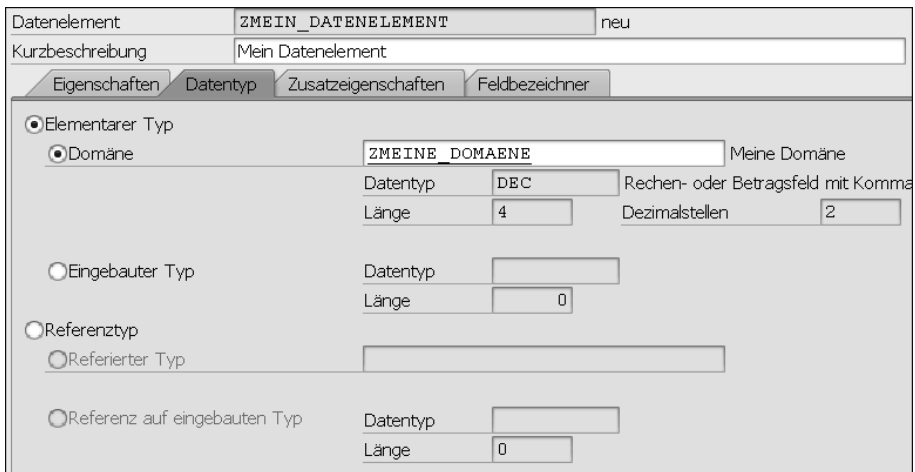 Datenelement ZMEIN_DATENELEMENT neu
Kurzbeschreibung Mein Datenelement
Eigenschaften Datentyp Zusatzeigenschaften Feldbezeichner
Elementarer Typ
Domäne ZMEINE_DOMAENE Meine Domäne
Datentyp DEC Rechen- oder Betragsfeld mit Komma
Länge 4 Dezimalstellen 2
Eingebauter Typ Datentyp
Länge 0
Referenztyp
Referierter Typ
Referenz auf eingebauten Typ Datentyp
Länge 0